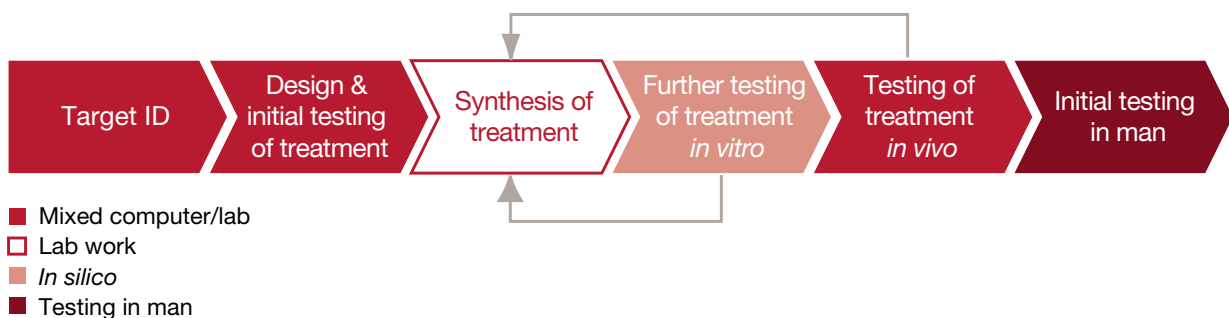 Target ID
Design &
initial testing
of treatment
Synthesis of
treatment
Further testing
of treatment
in vitro
Testing of
treatment
in vivo
Initial testing
in man
Mixed computer/lab
Lab work
In silico
Testing in man